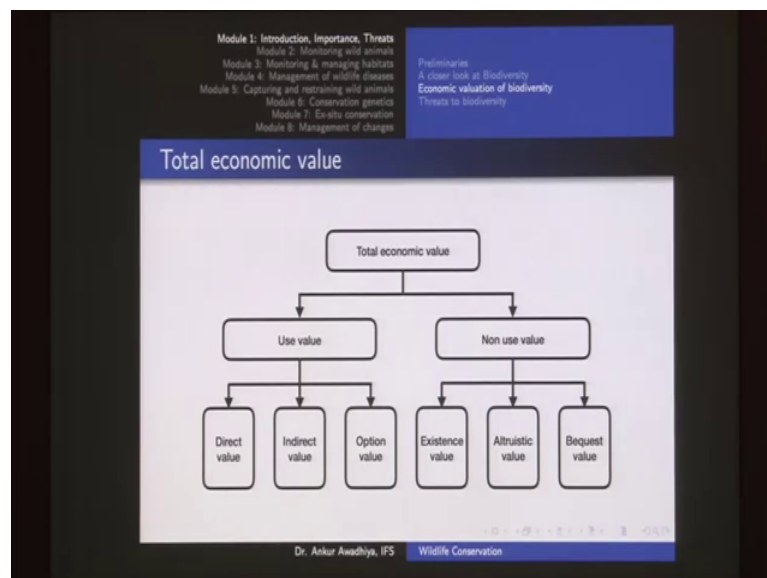 Module 1: Introduction, Importance, Threats
Module 2: Monitoring wild animals
Module 3: Monitoring & managing habitats
Module 4: Management of wildlife diseases
Module 5: Capturing and restraining wild animals
Module 6: Conservation genetics
Module 7: Ex-situ conservation
Module 8: Management of changes
Preliminaries
A closer look at Biodiversity
Economic valuation of biodiversity
Threats to biodiversity
Total economic value
Total economic value
Use value
Non use value
Direct
value
Indirect
value
Option
value
Existence
value
Altruistic
value
Bequest
value
Dr. Ankur Awadhiya, IFS
Wildlife Conservation